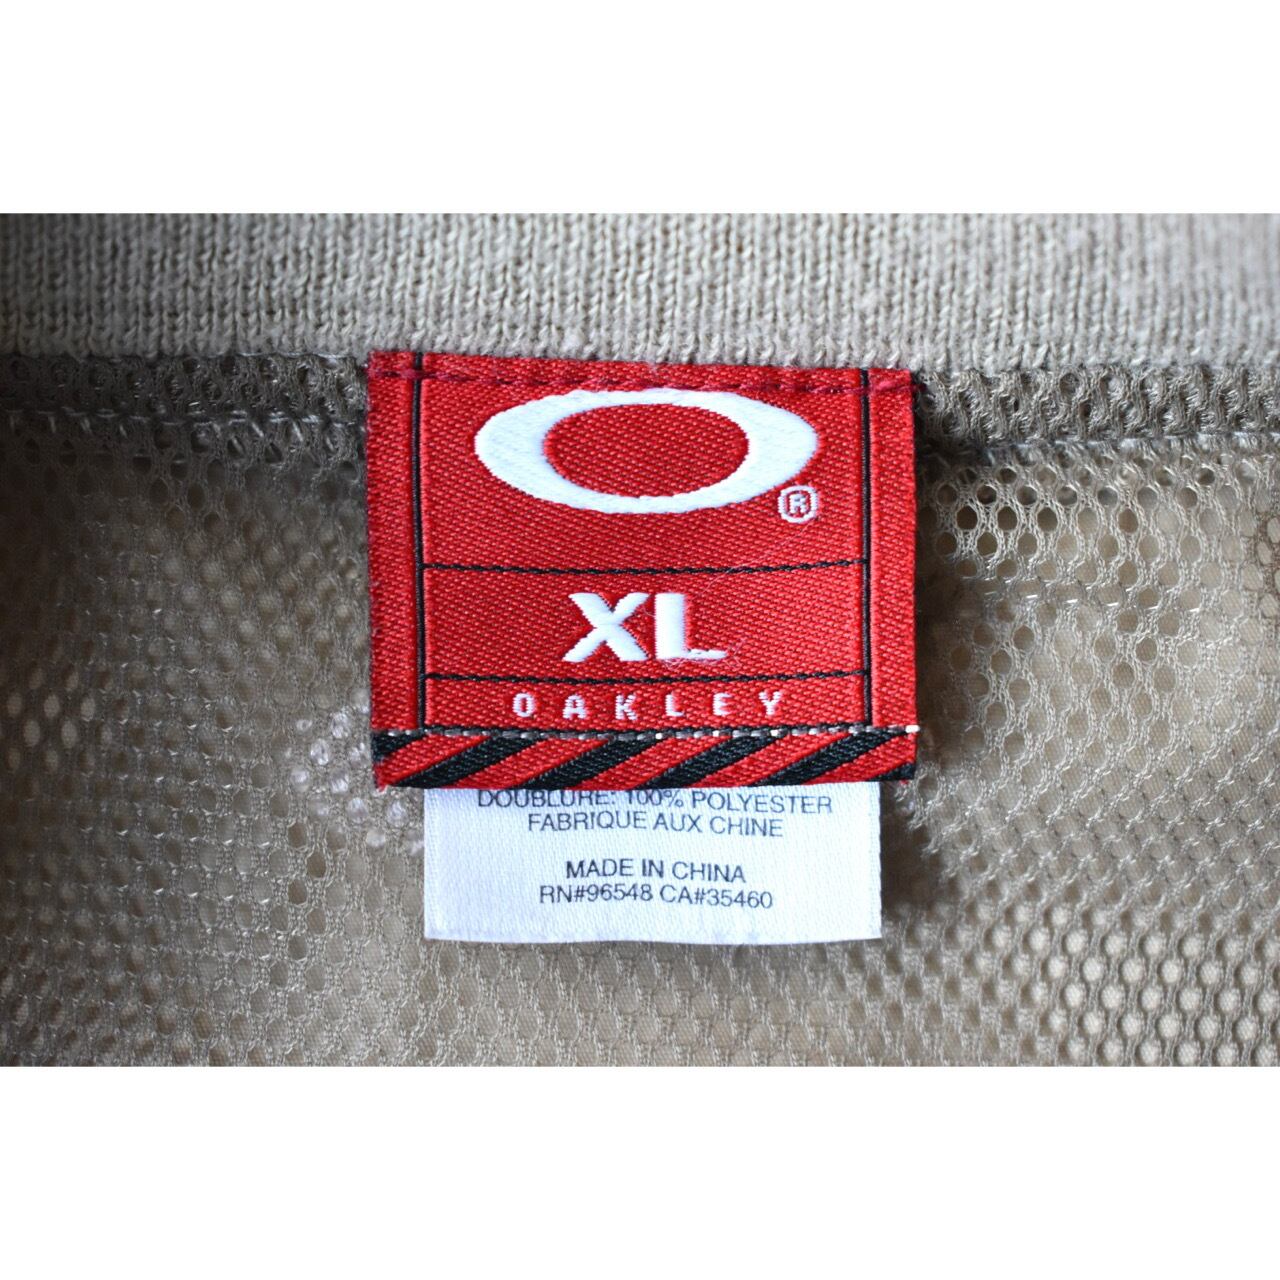 ®
XL
OAKLEY
DOUBLURE: 100% POLYESTER
FABRIQUE AUX CHINE
MADE IN CHINA
RN#96548 CA#35460